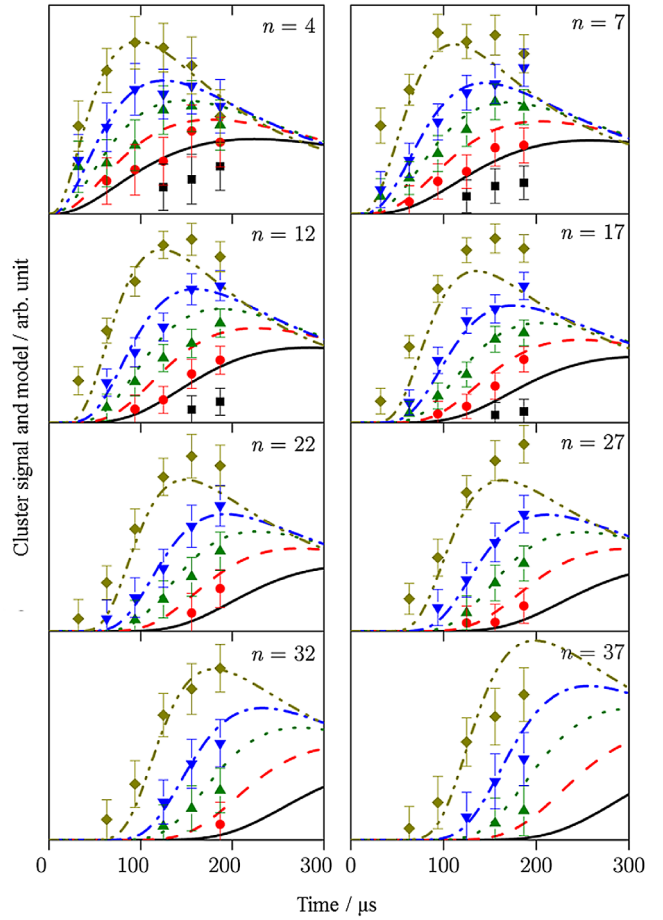 n = 4
n = 7
n = 12
n = 17
n = 22
n = 27
n = 32
n = 37
Cluster signal and model / arb. unit
0 100 200 300 0 100 200 300
Time / μs